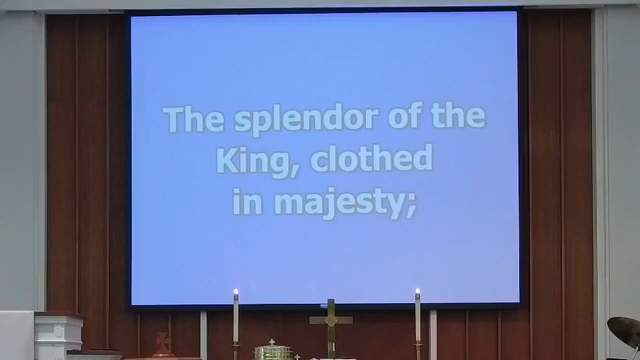 The splendor of the
King, clothed
in majesty;